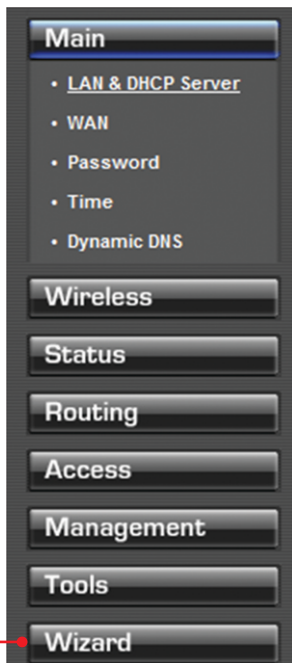 Main
• LAN & DHCP Server
• WAN
• Password
• Time
• Dynamic DNS
Wireless
Status
Routing
Access
Management
Tools
Wizard